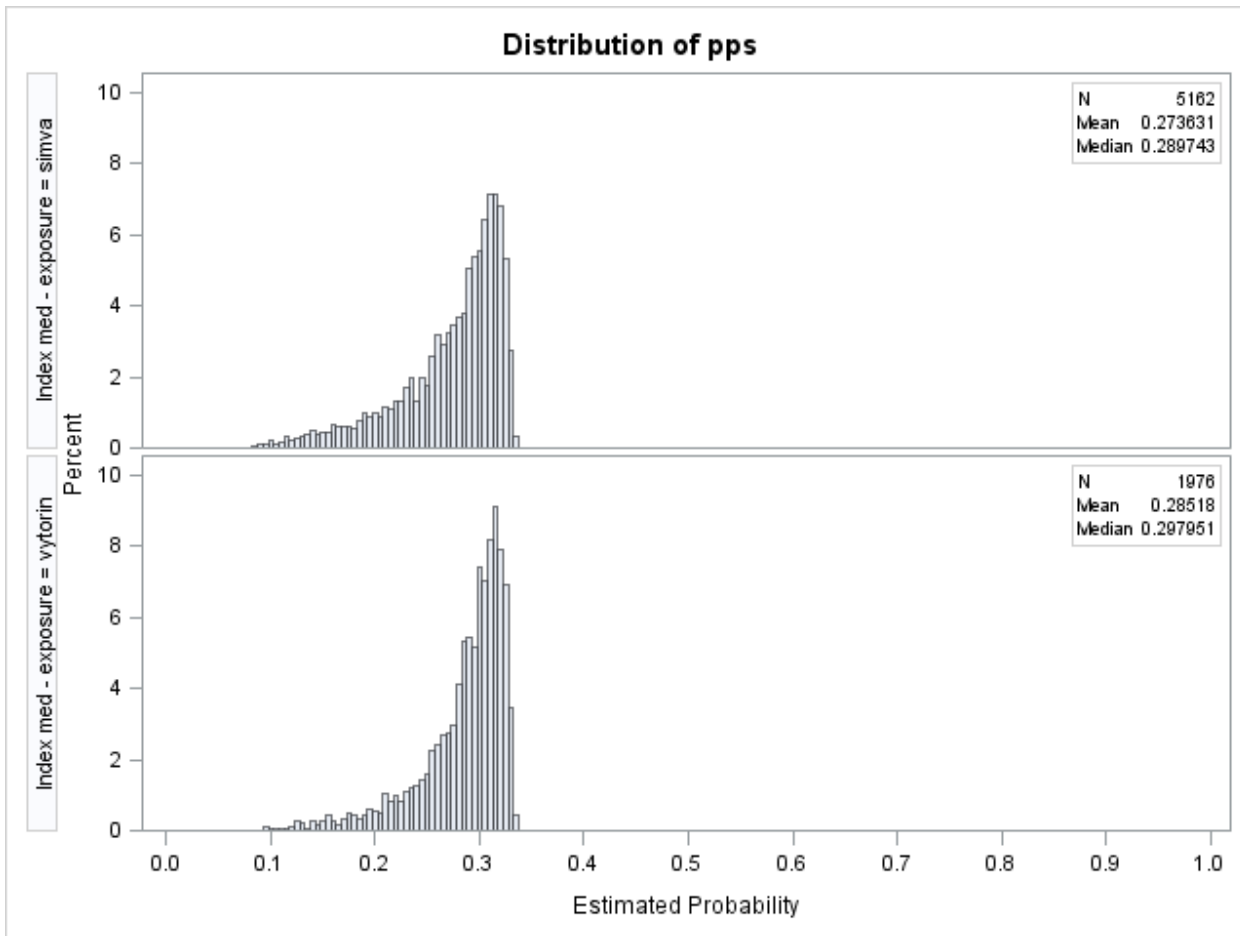 Distribution of pps
Index med - exposure = simva
10
8
6
4
2
0
N 5162
Mean 0.273631
Median 0.289743
Percent
Index med - exposure = vytorin
10
8
6
4
2
0
N 1976
Mean 0.28518
Median 0.297951
0.0 0.1 0.2 0.3 0.4 0.5 0.6 0.7 0.8 0.9 1.0
Estimated Probability